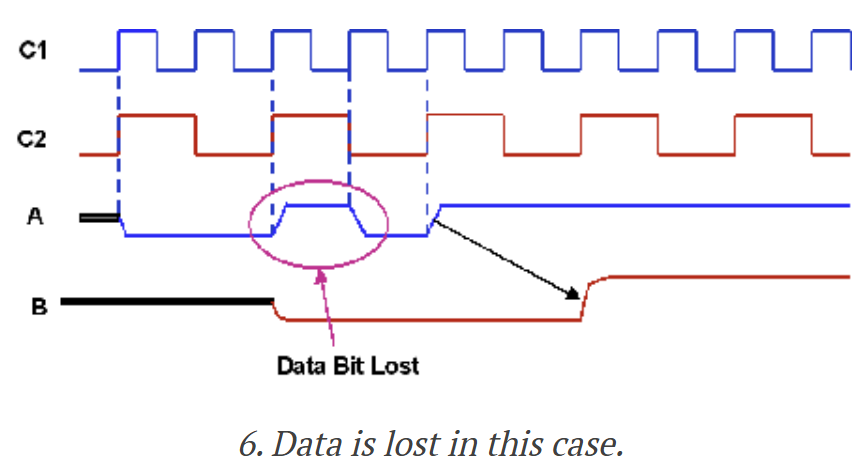 C1
C2
A
B
Data Bit Lost
6. Data is lost in this case.